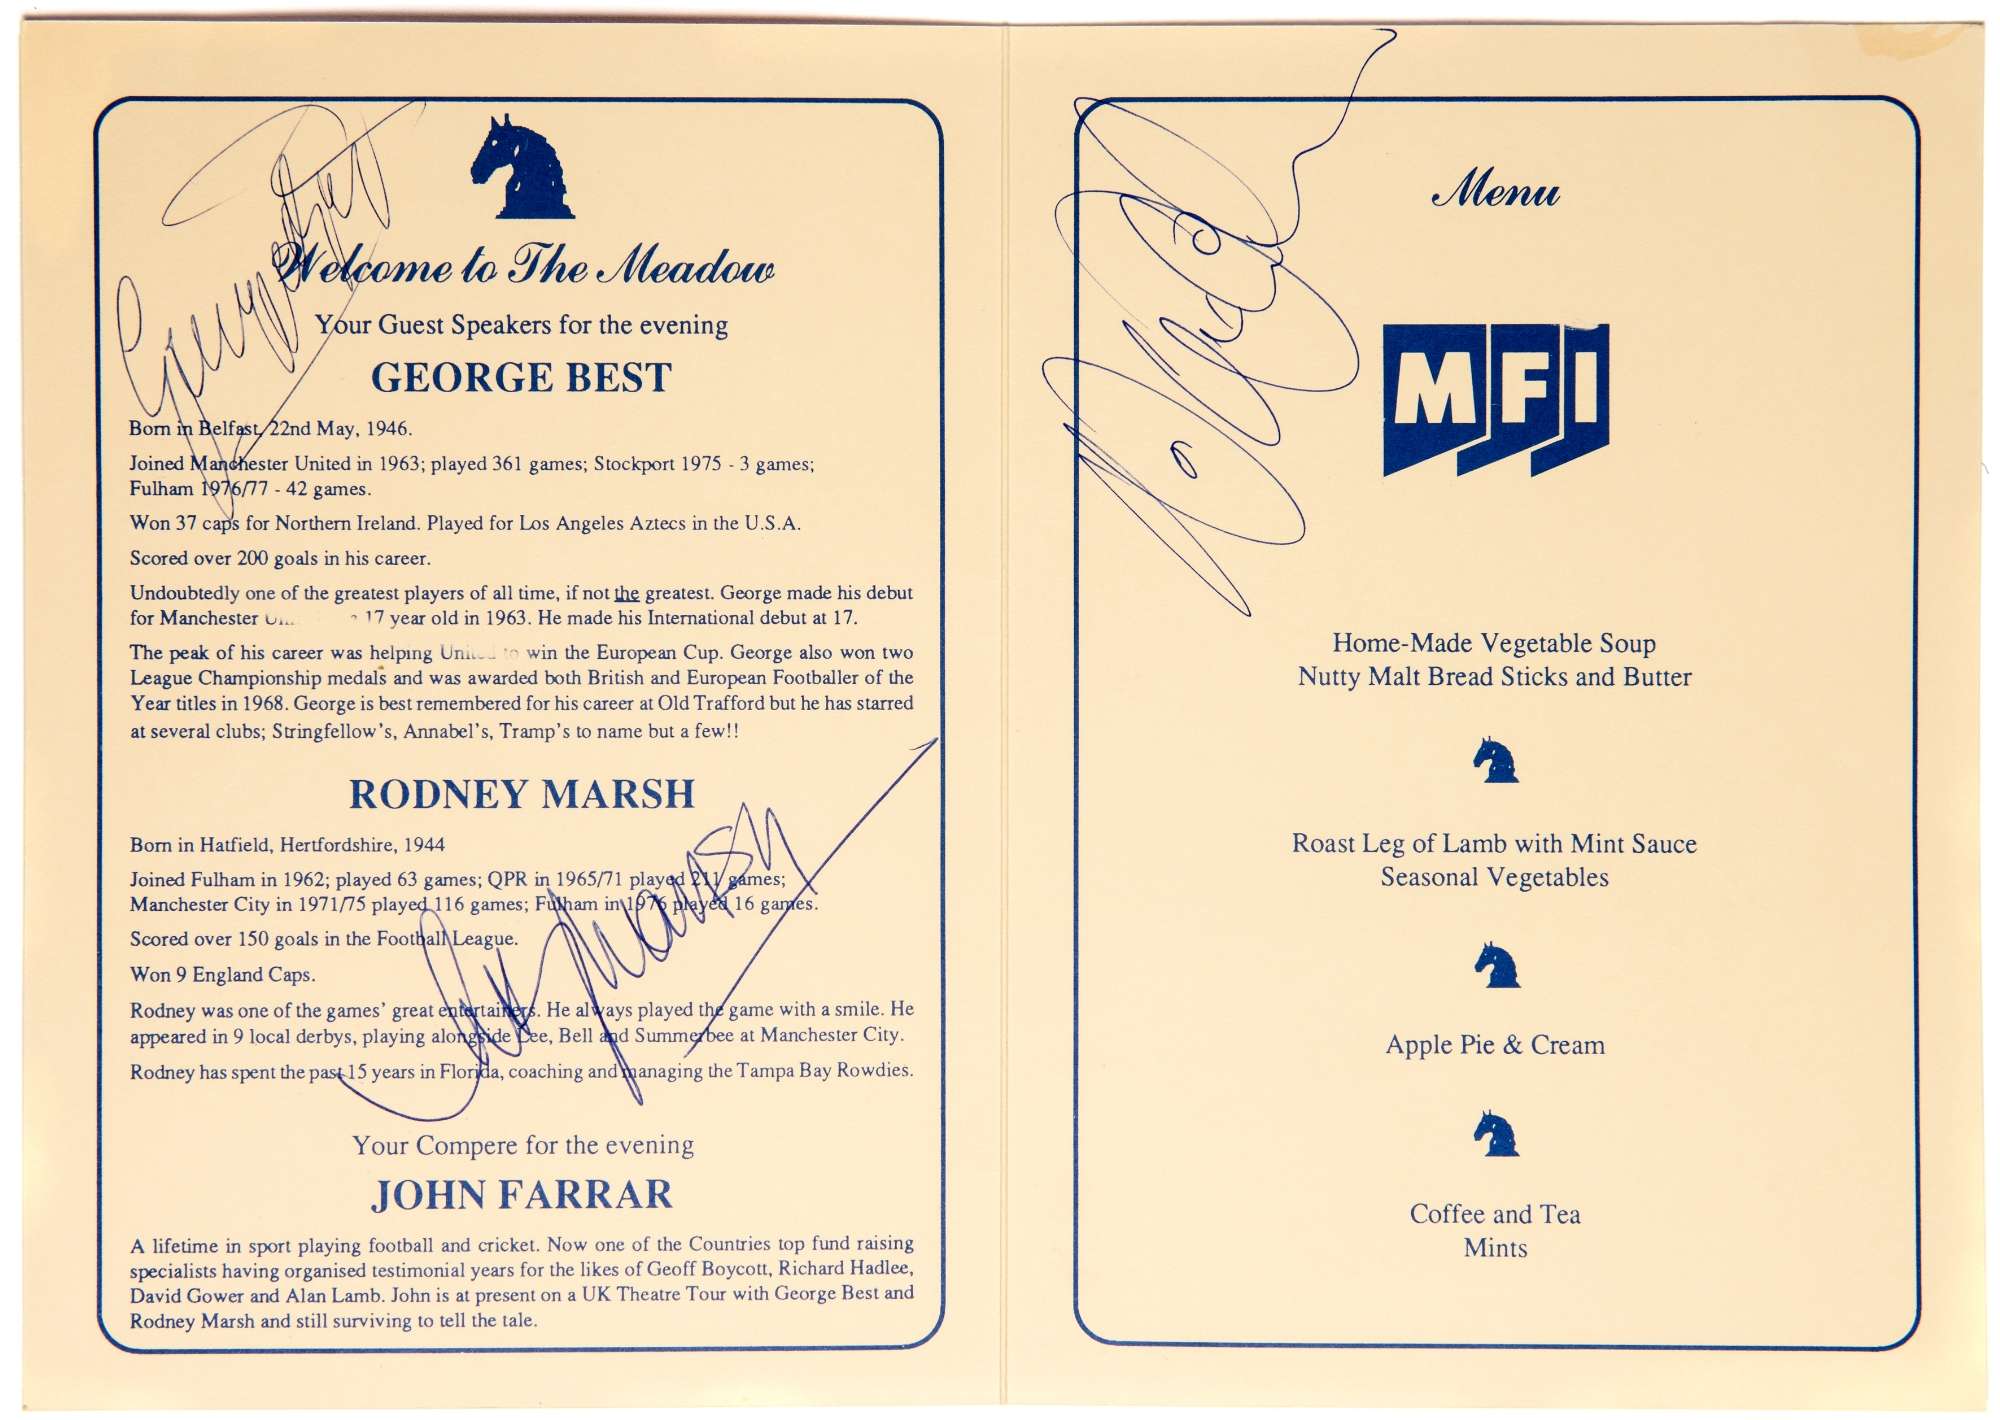 Welcome to The Meadow
Your Guest Speakers for the evening
GEORGE BEST
Born in Belfast, 22nd May, 1946.
Joined Manchester United in 1963; played 361 games; Stockport 1975 - 3 games;
Fulham 1976/77 - 42 games.
Won 37 caps for Northern Ireland. Played for Los Angeles Aztecs in the U.S.A.
Scored over 200 goals in his career.
Undoubtedly one of the greatest players of all time, if not the greatest. George made his debut
for Manchester 17 year old in 1963. He made his International debut at 17.
The peak of his career was helping United to win the European Cup. George also won two
League Championship medals and was awarded both British and European Footballer of the
Year titles in 1968. George is best remembered for his career at Old Trafford but he has starred
at several clubs; Stringfellow's, Annabel's, Tramp's to name but a few!!
RODNEY MARSH
Born in Hatfield, Hertfordshire, 1944
Joined Fulham in 1962; played 63 games; QPR in 1965/71 played 211 games;
Manchester City in 1971/75 played 116 games; Fulham in 1976 played 16 games.
Scored over 150 goals in the Football League.
Won 9 England Caps.
Rodney was one of the games' great entertainers. He always played the game with a smile. He
appeared in 9 local derbys, playing alongside Lee, Bell and Summerbee at Manchester City.
Rodney has spent the past 15 years in Florida, coaching and managing the Tampa Bay Rowdies.
Your Compere for the evening
JOHN FARRAR
A lifetime in sport playing football and cricket. Now one of the Countries top fund raising
specialists having organised testimonial years for the likes of Geoff Boycott, Richard Hadlee,
David Gower and Alan Lamb. John is at present on a UK Theatre Tour with George Best and
Rodney Marsh and still surviving to tell the tale.
Menu
MFI
Home-Made Vegetable Soup
Nutty Malt Bread Sticks and Butter
Roast Leg of Lamb with Mint Sauce
Seasonal Vegetables
Apple Pie & Cream
Coffee and Tea
Mints